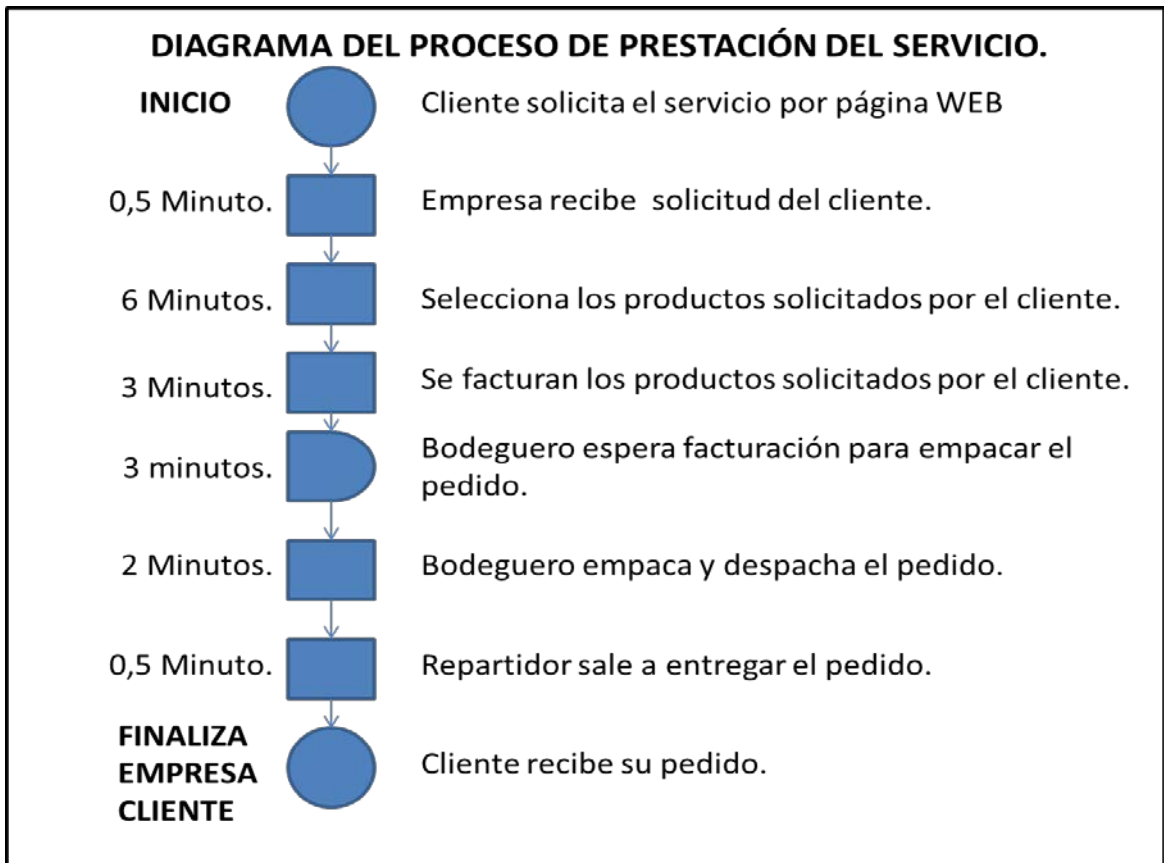 DIAGRAMA DEL PROCESO DE PRESTACIÓN DEL SERVICIO.
INICIO
Cliente solicita el servicio por página WEB
0,5 Minuto.
Empresa recibe solicitud del cliente.
6 Minutos.
Selecciona los productos solicitados por el cliente.
3 Minutos.
Se facturan los productos solicitados por el cliente.
3 minutos.
Bodeguero espera facturación para empacar el
pedido.
2 Minutos.
Bodeguero empaca y despacha el pedido.
0,5 Minuto.
Repartidor sale a entregar el pedido.
FINALIZA
EMPRESA
CLIENTE
Cliente recibe su pedido.